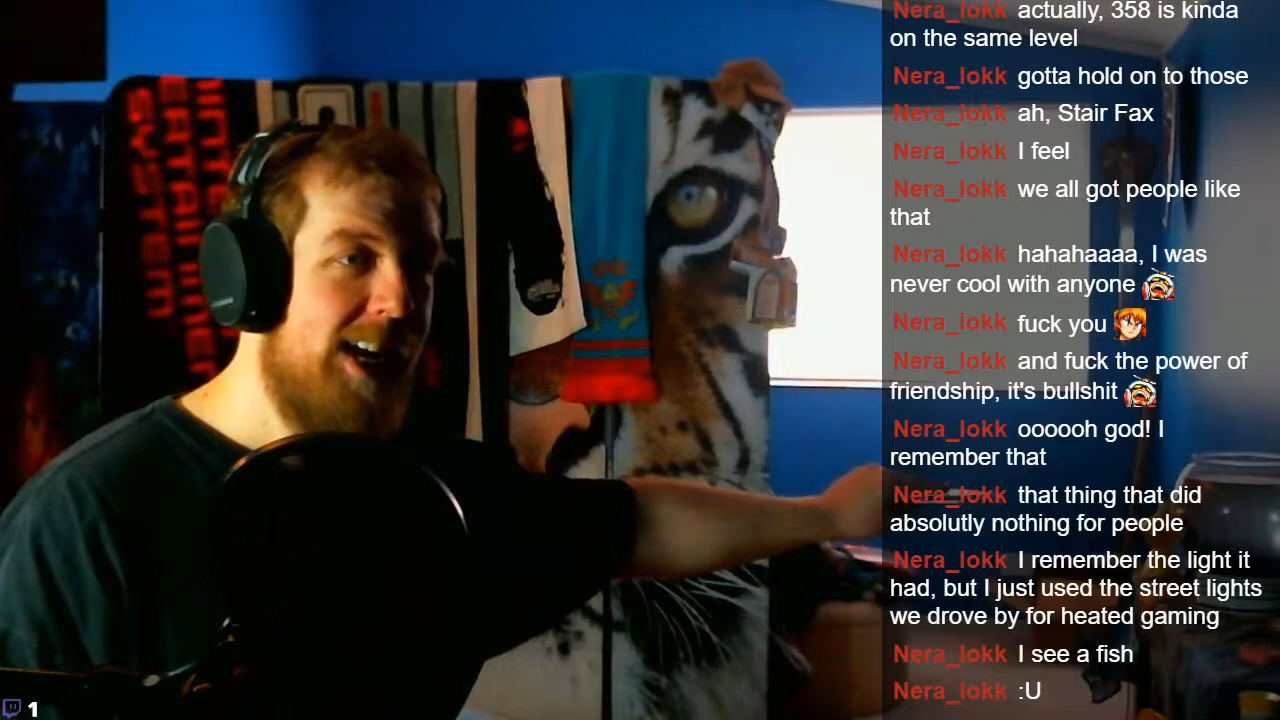 Nera_lokk actually, 358 is kinda
on the same level
Nera_lokk gotta hold on to those
Nera_lokk ah, Stair Fax
Nera_lokk I feel
Nera_lokk we all got people like
that
Nera_lokk hahahaaaa, I was
never cool with anyone
Nera_lokk fuck you
Nera_lokk and fuck the power of
friendship, it's bullshit
Nera_lokk oooooh god! I
remember that
Nera_lokk that thing that did
absolutly nothing for people
Nera_lokk I remember the light it
had, but I just used the street lights
we drove by for heated gaming
Nera_lokk I see a fish
Nera_lokk :U
SYSTEM
1